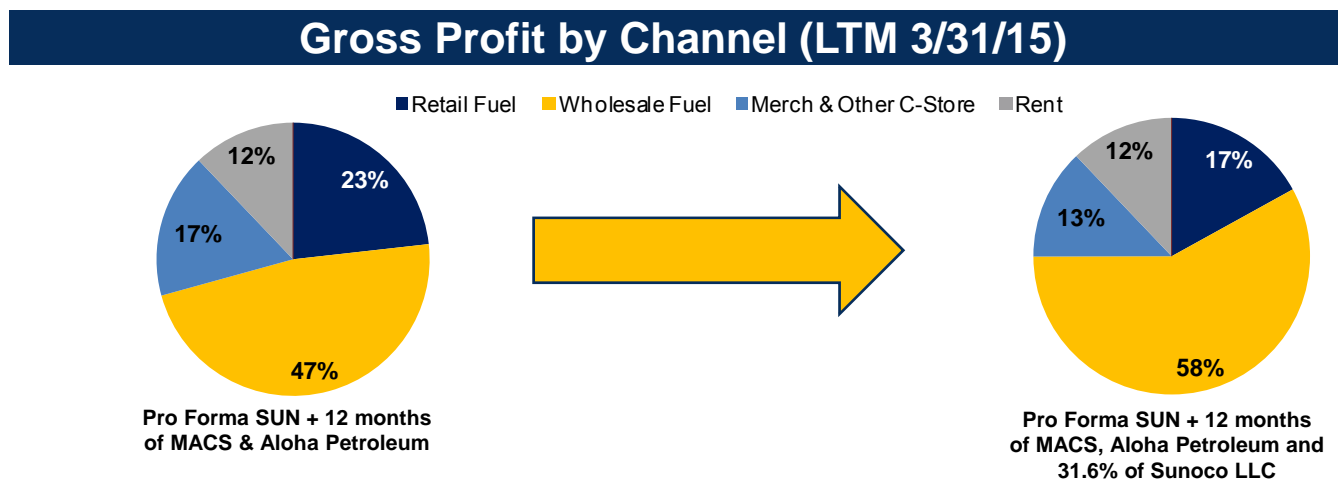 Gross Profit by Channel (LTM 3/31/15)
Retail Fuel Wholesale Fuel Merch & Other C-Store Rent
12%
23%
17%
47%
Pro Forma SUN + 12 months
of MACS & Aloha Petroleum
12%
17%
13%
58%
Pro Forma SUN + 12 months
of MACS, Aloha Petroleum and
31.6% of Sunoco LLC